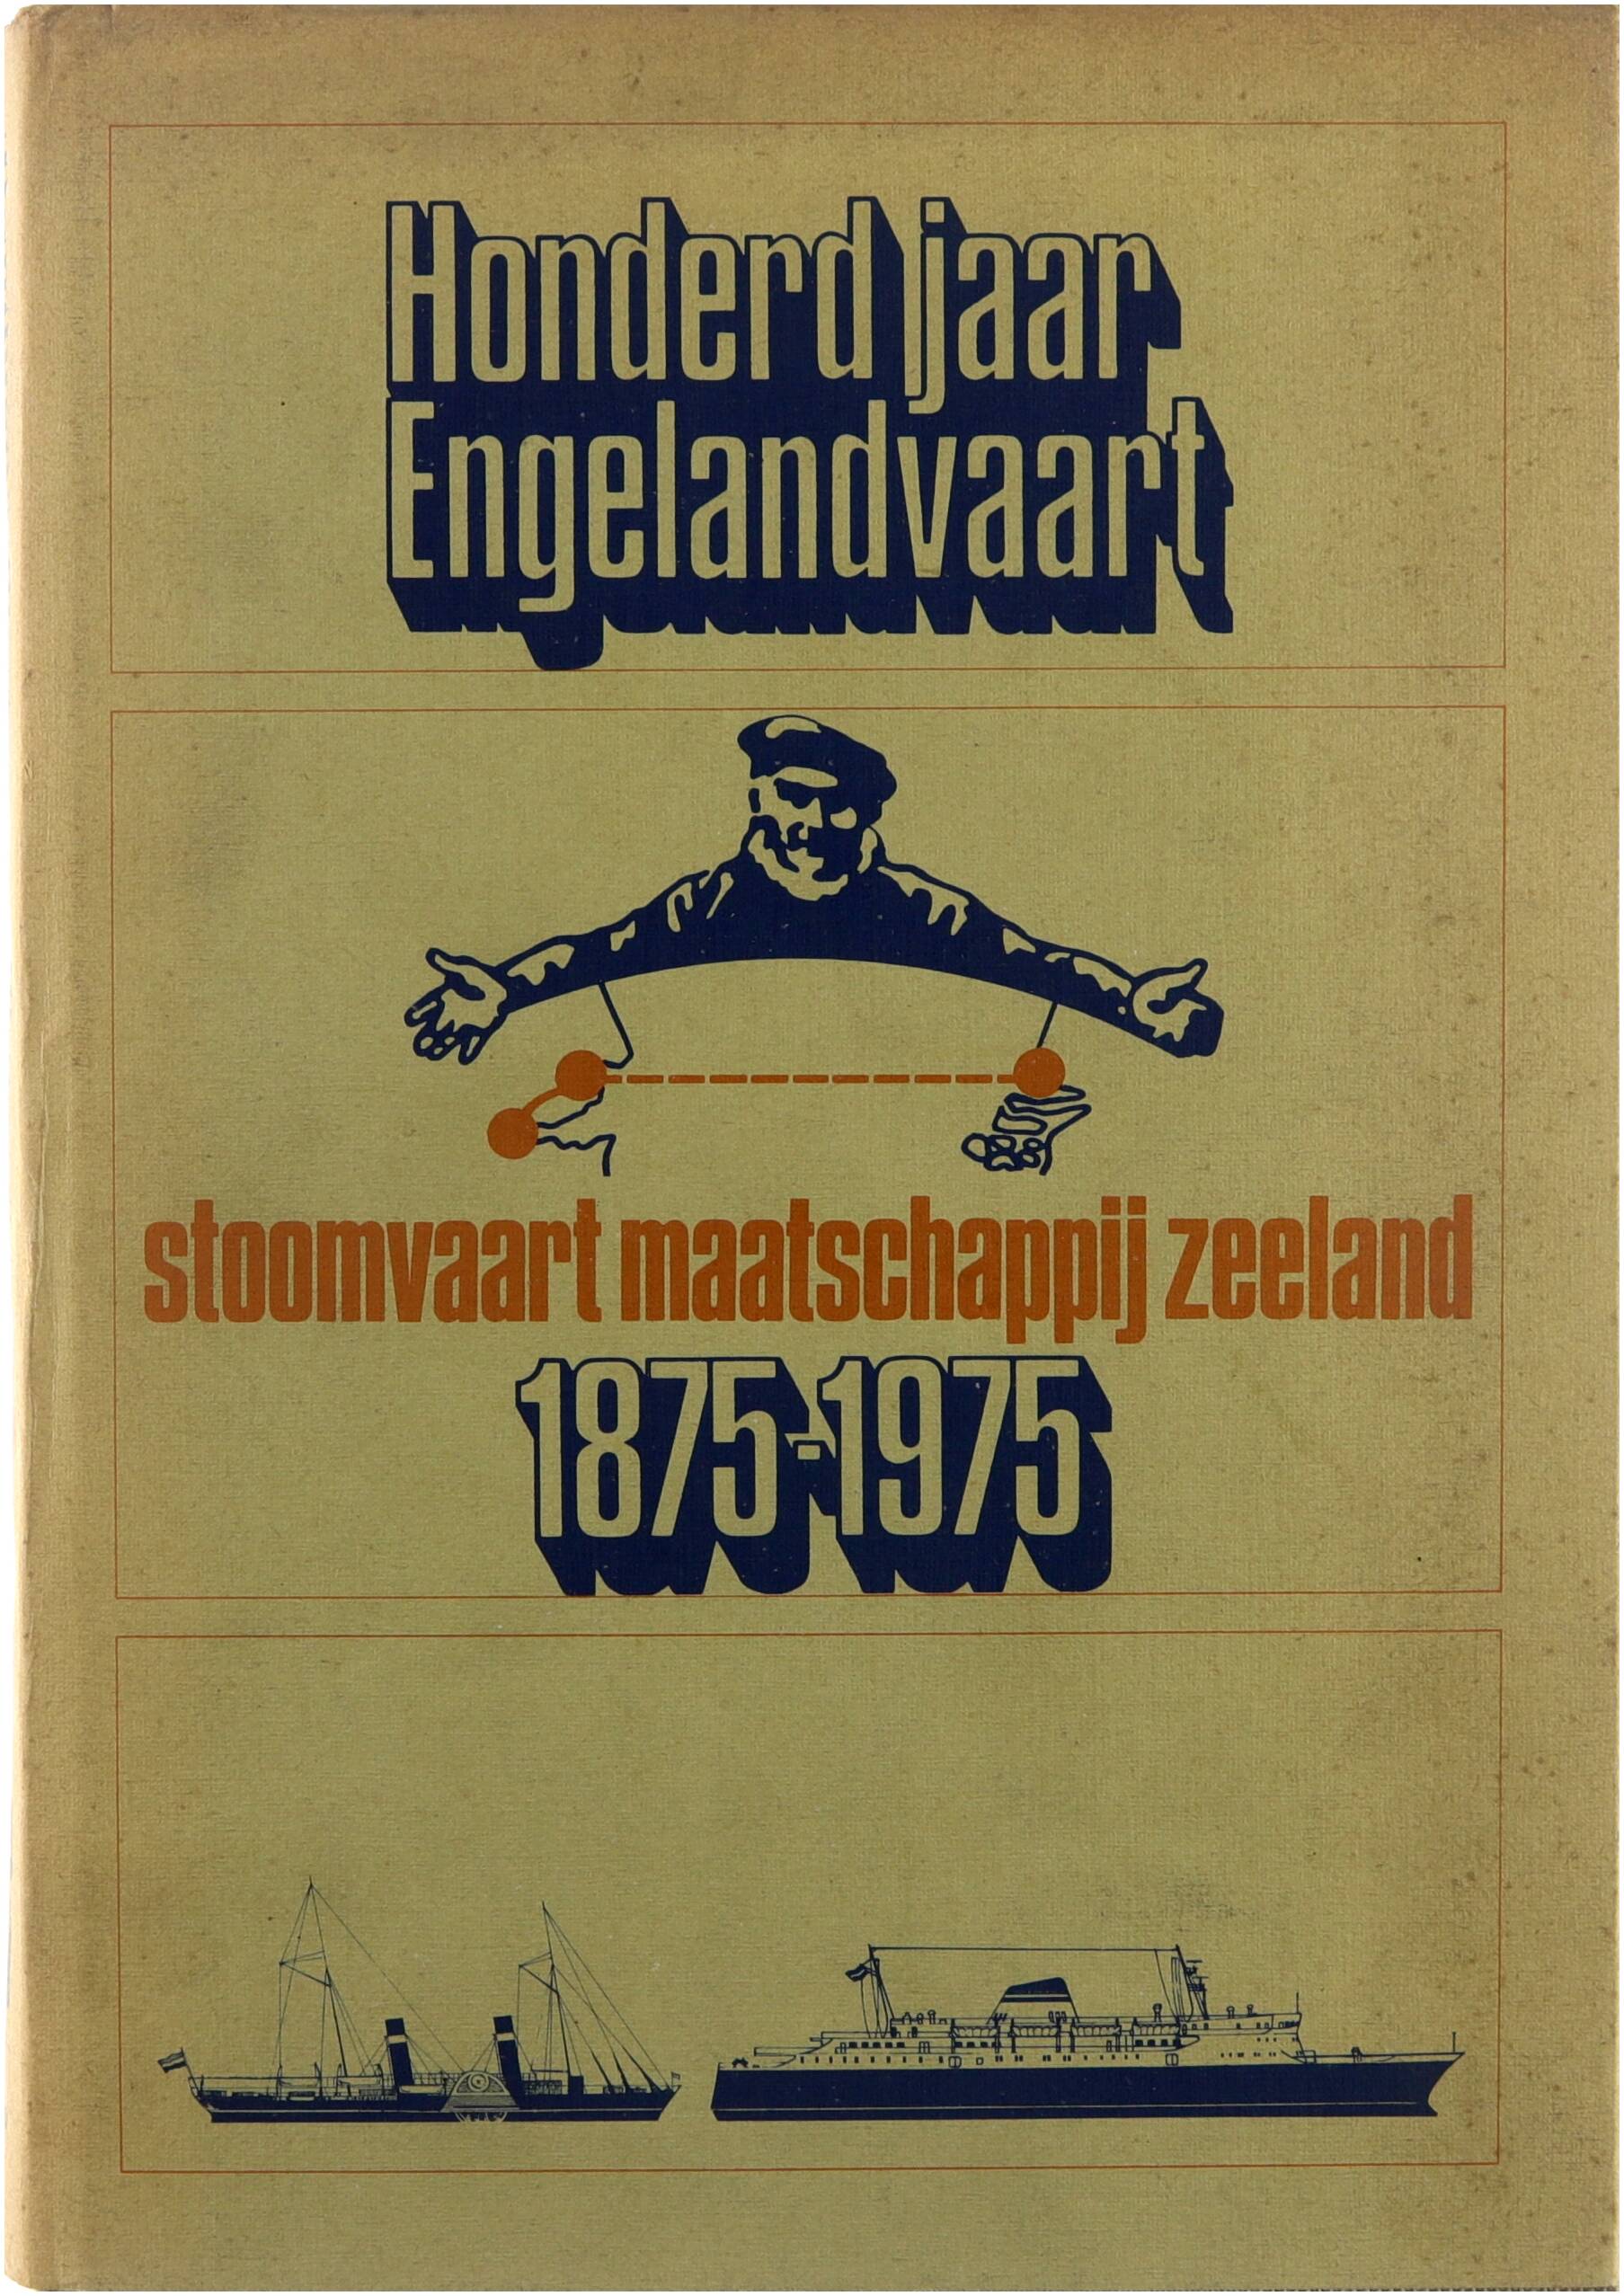 Honderd jaar
Engelandvaart
stoomvaart maatschappij zeeland
1875-1975